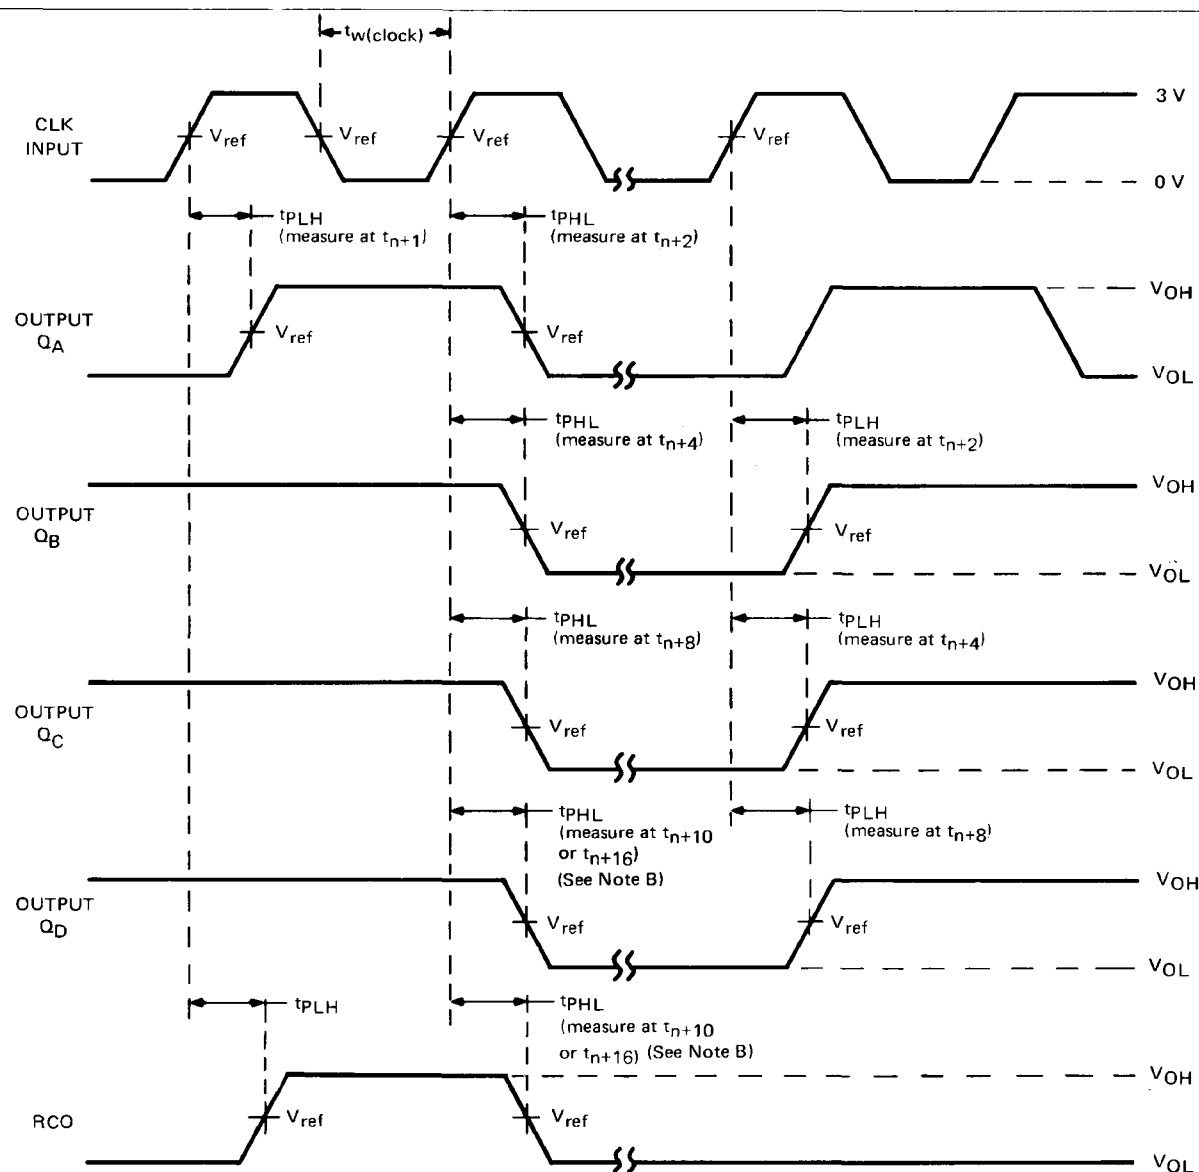 tw(clock)
CLK
INPUT
Vref Vref Vref Vref
3 V
0 V
tPLH
(measure at tn+1)
tPHL
(measure at tn+2)
OUTPUT
QA
Vref Vref
VOH
VOL
tPHL
(measure at tn+4)
tPLH
(measure at tn+2)
OUTPUT
QB
Vref Vref
VOH
VOL
tPHL
(measure at tn+8)
tPLH
(measure at tn+4)
OUTPUT
QC
Vref Vref
VOH
VOL
tPHL
(measure at tn+10
or tn+16)
(See Note B)
tPLH
(measure at tn+8)
OUTPUT
QD
Vref Vref
VOH
VOL
tPLH
tPHL
(measure at tn+10
or tn+16) (See Note B)
RCO
Vref Vref
VOH
VOL